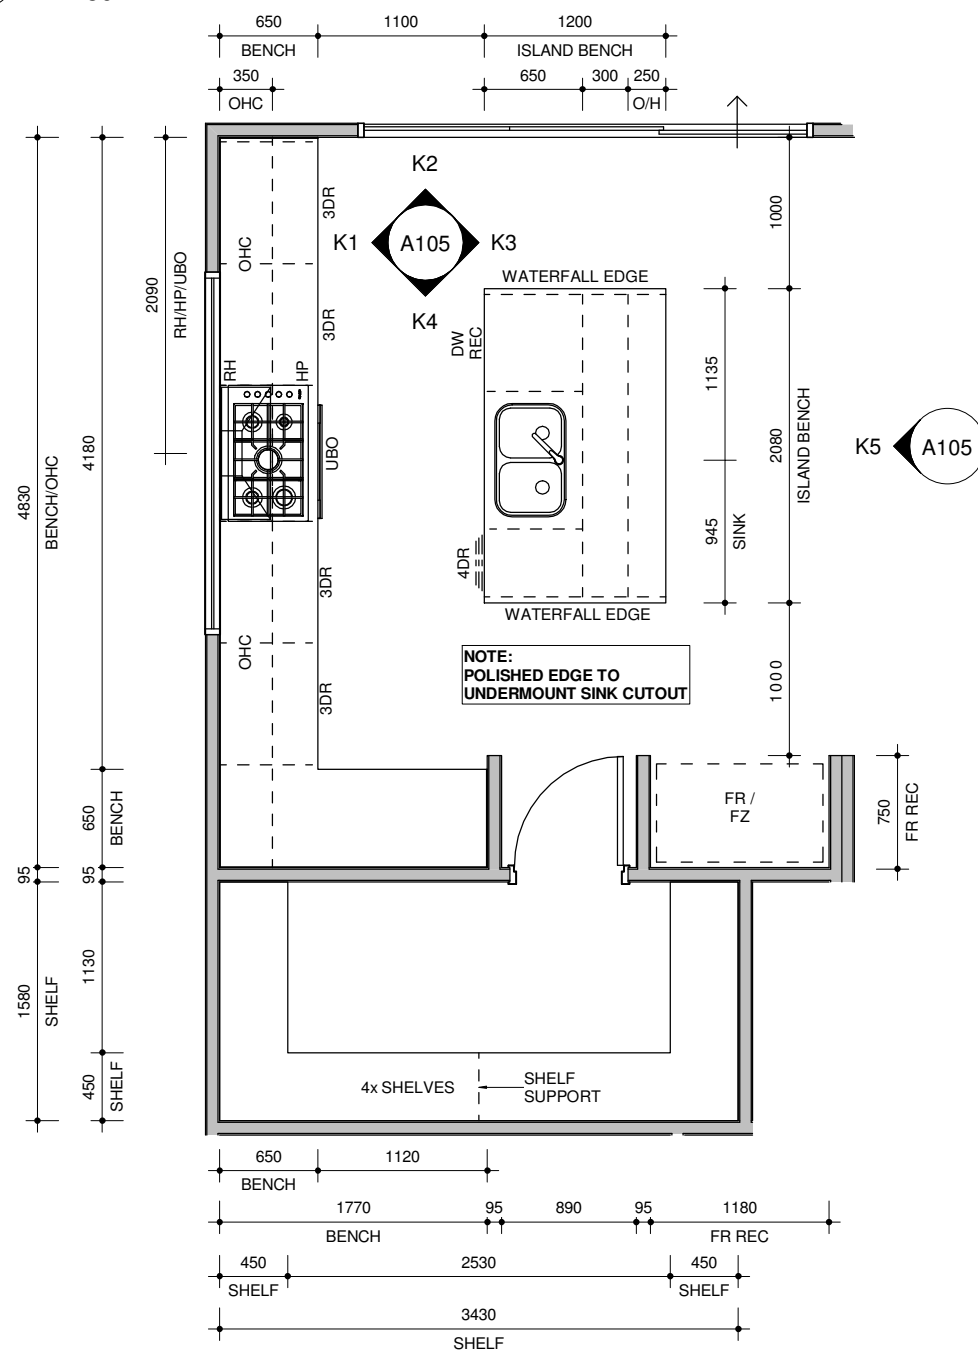 650
1100
1200
BENCH
ISLAND BENCH
350
650
300
250
OHC
O/H
K2
K1
A105
K3
K4
3DR
OHC
3DR
WATERFALL EDGE
1000
2090
RH/HP/UBO
DW
REC
RH
HP
UBO
1135
2080
ISLAND BENCH
K5
A105
4180
4830
BENCH/OHC
945
SINK
4DR
3DR
WATERFALL EDGE
OHC
3DR
NOTE:
POLISHED EDGE TO
UNDERMOUNT SINK CUTOUT
1000
650
BENCH
FR /
FZ
750
FR REC
95
95
1130
1580
SHELF
450
SHELF
4x SHELVES
SHELF
SUPPORT
650
1120
BENCH
1770
95
890
95
1180
BENCH
FR REC
450
2530
450
SHELF
SHELF
3430
SHELF